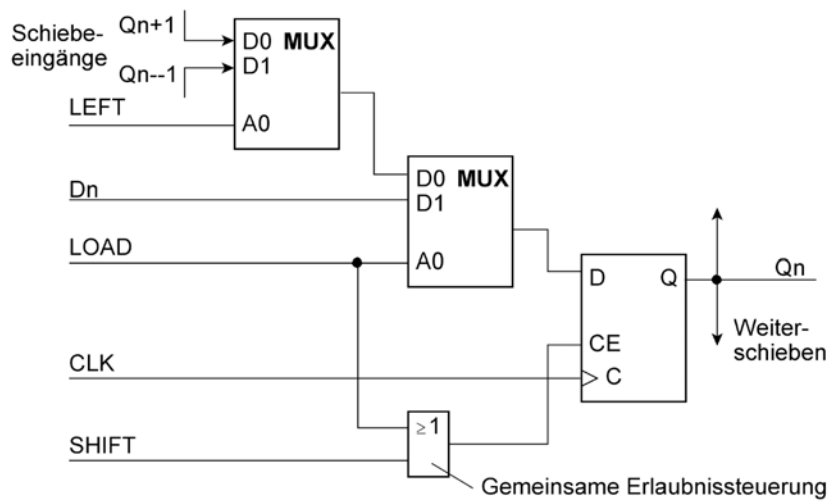 Schiebe-
eingänge
Qn+1
Qn--1
D0 MUX
D1
A0
LEFT
Dn
LOAD
D0 MUX
D1
A0
D Q
CE
C
Qn
Weiter-
schieben
CLK
SHIFT
≥1
Gemeinsame Erlaubnissteuerung